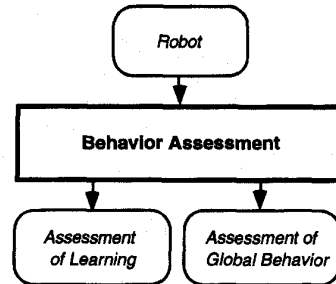 Robot
Behavior Assessment
Assessment
of Learning
Assessment of
Global Behavior